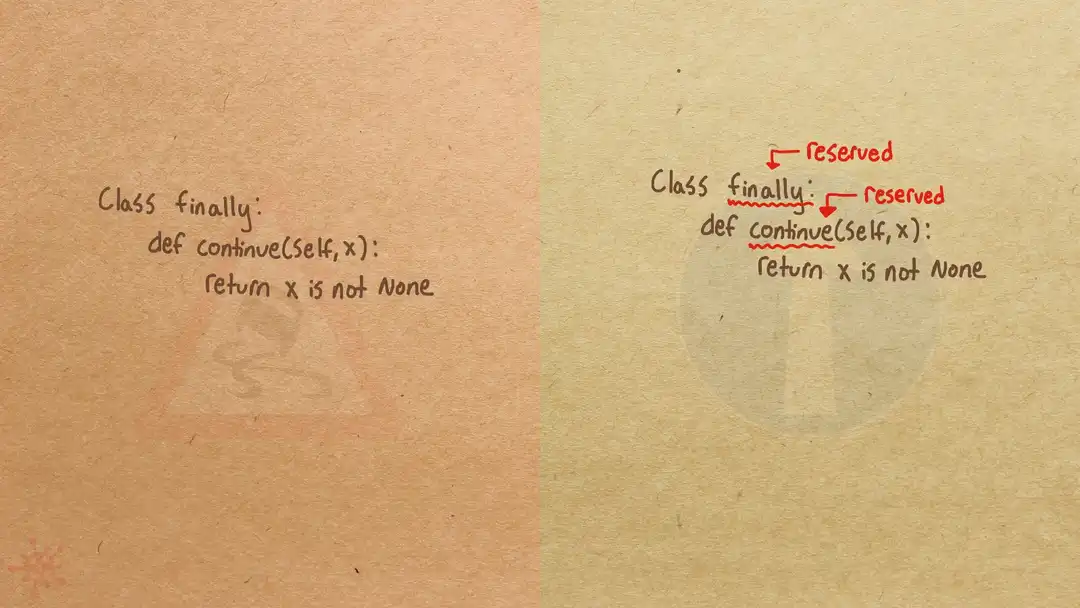 Class finally:
def continue(self, x):
return x is not None
reserved
Class finally:
reserved
def continue(self, x):
return x is not None